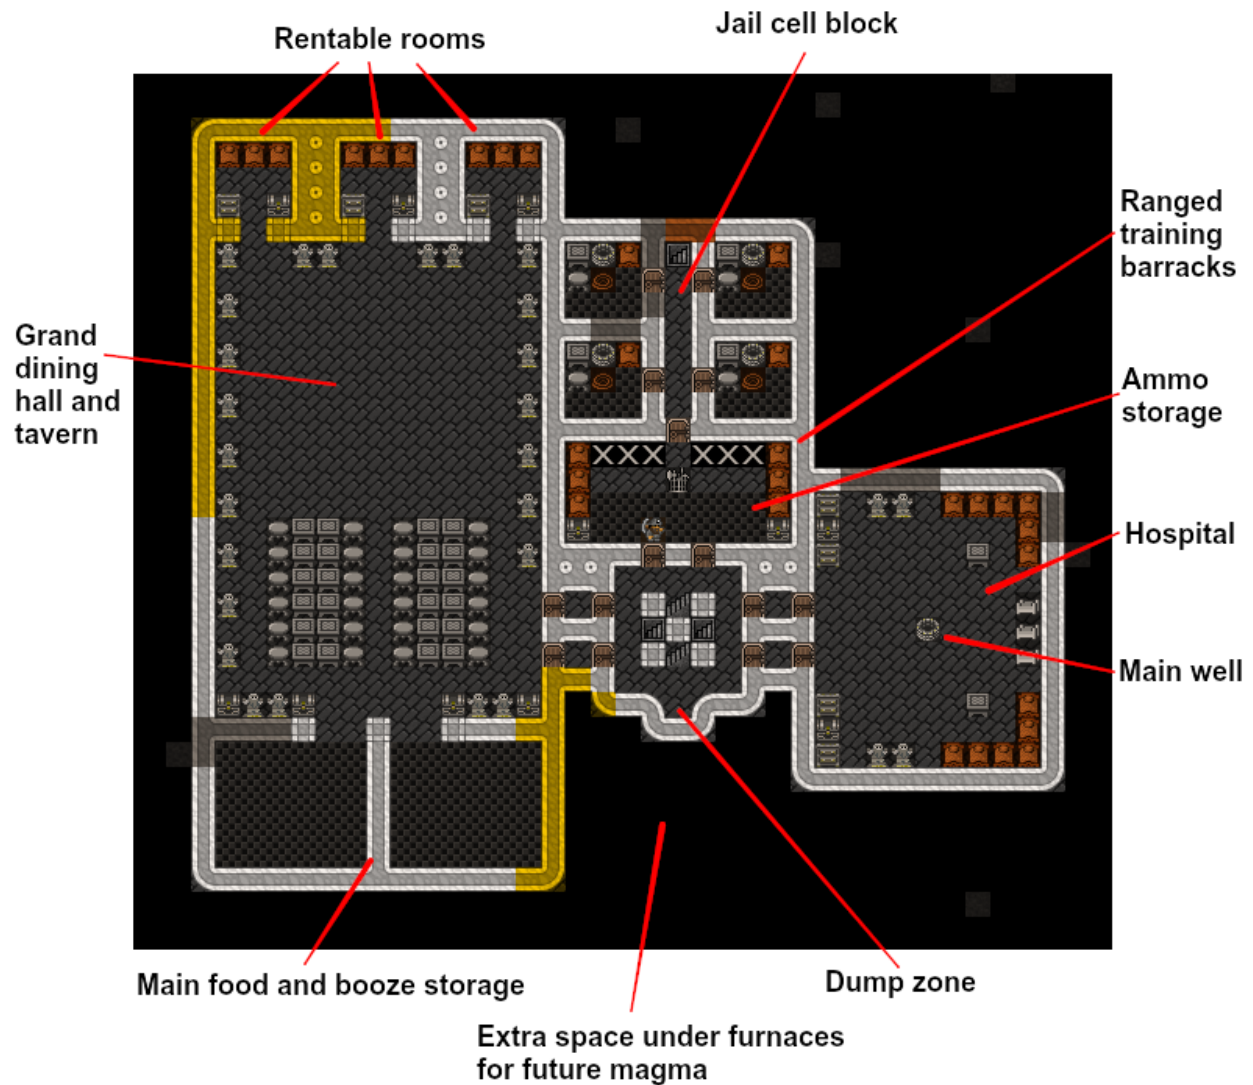 Jail cell block
Rentable rooms
Ranged
training
barracks
Grand
dining
hall and
tavern
Ammo
storage
Hospital
Main well
Main food and booze storage
Dump zone
Extra space under furnaces
for future magma